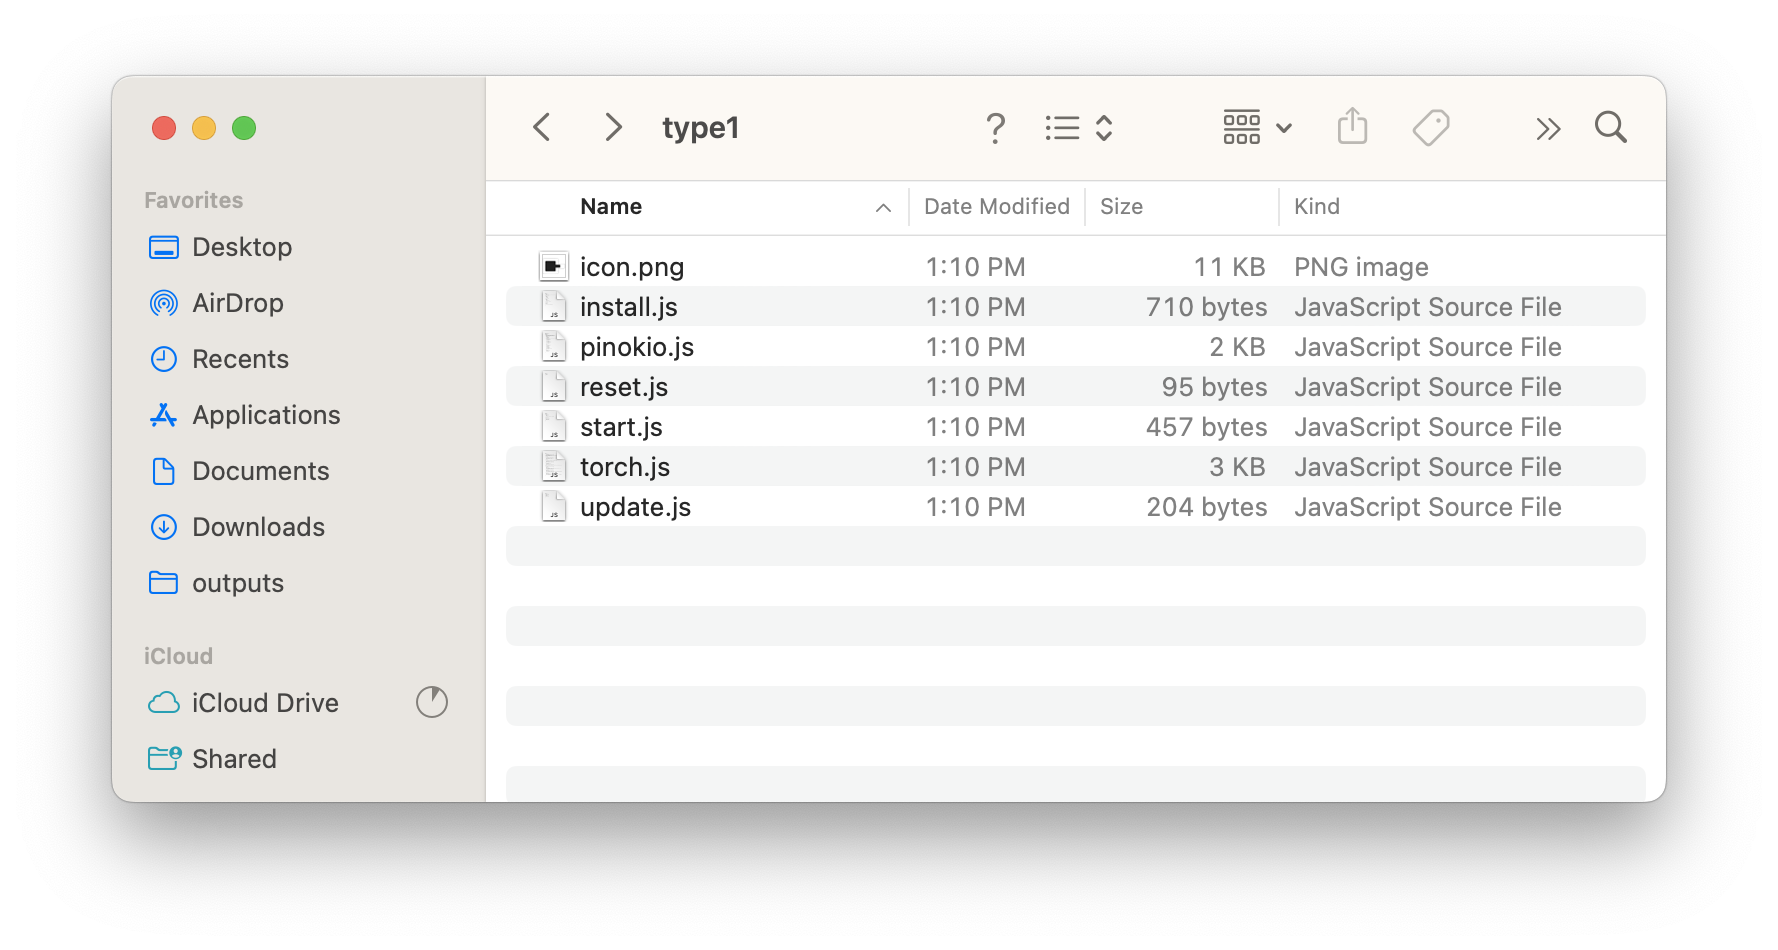 type1
Favorites
Desktop
AirDrop
Recents
Applications
Documents
Downloads
outputs
iCloud
iCloud Drive
Shared
Name Date Modified Size Kind
icon.png 1:10 PM 11 KB PNG image
install.js 1:10 PM 710 bytes JavaScript Source File
pinokio.js 1:10 PM 2 KB JavaScript Source File
reset.js 1:10 PM 95 bytes JavaScript Source File
start.js 1:10 PM 457 bytes JavaScript Source File
torch.js 1:10 PM 3 KB JavaScript Source File
update.js 1:10 PM 204 bytes JavaScript Source File